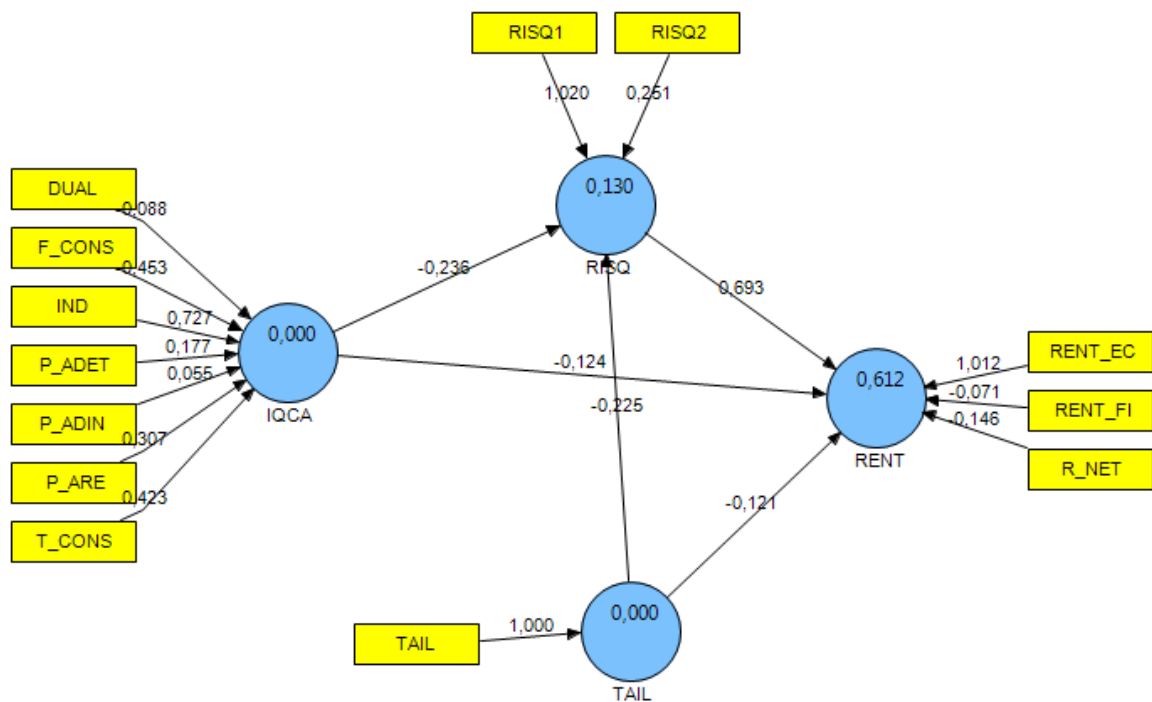 RISQ1
RISQ2
1,020
0,251
0,130
RISQ
DUAL
-0,088
F_CONS
-0,453
IND
0,727
P_ADET
0,177
P_ADIN
0,055
P_ARE
0,307
T_CONS
0,423
0,000
IQCA
-0,236
0,693
-0,124
-0,225
-0,121
0,612
RENT
RENT_EC
1,012
RENT_FI
-0,071
R_NET
-0,146
TAIL
1,000
0,000
TAIL